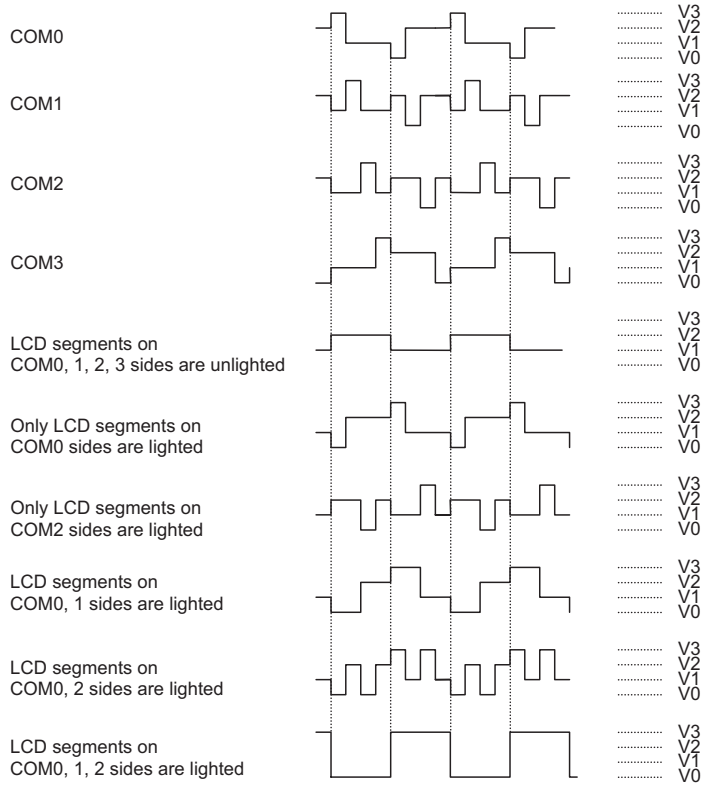 COM0
V3
V2
V1
V0
COM1
V3
V2
V1
V0
COM2
V3
V2
V1
V0
COM3
V3
V2
V1
V0
LCD segments on
COM0, 1, 2, 3 sides are unlighted
V3
V2
V1
V0
Only LCD segments on
COM0 sides are lighted
V3
V2
V1
V0
Only LCD segments on
COM2 sides are lighted
V3
V2
V1
V0
LCD segments on
COM0, 1 sides are lighted
V3
V2
V1
V0
LCD segments on
COM0, 2 sides are lighted
V3
V2
V1
V0
LCD segments on
COM0, 1, 2 sides are lighted
V3
V2
V1
V0